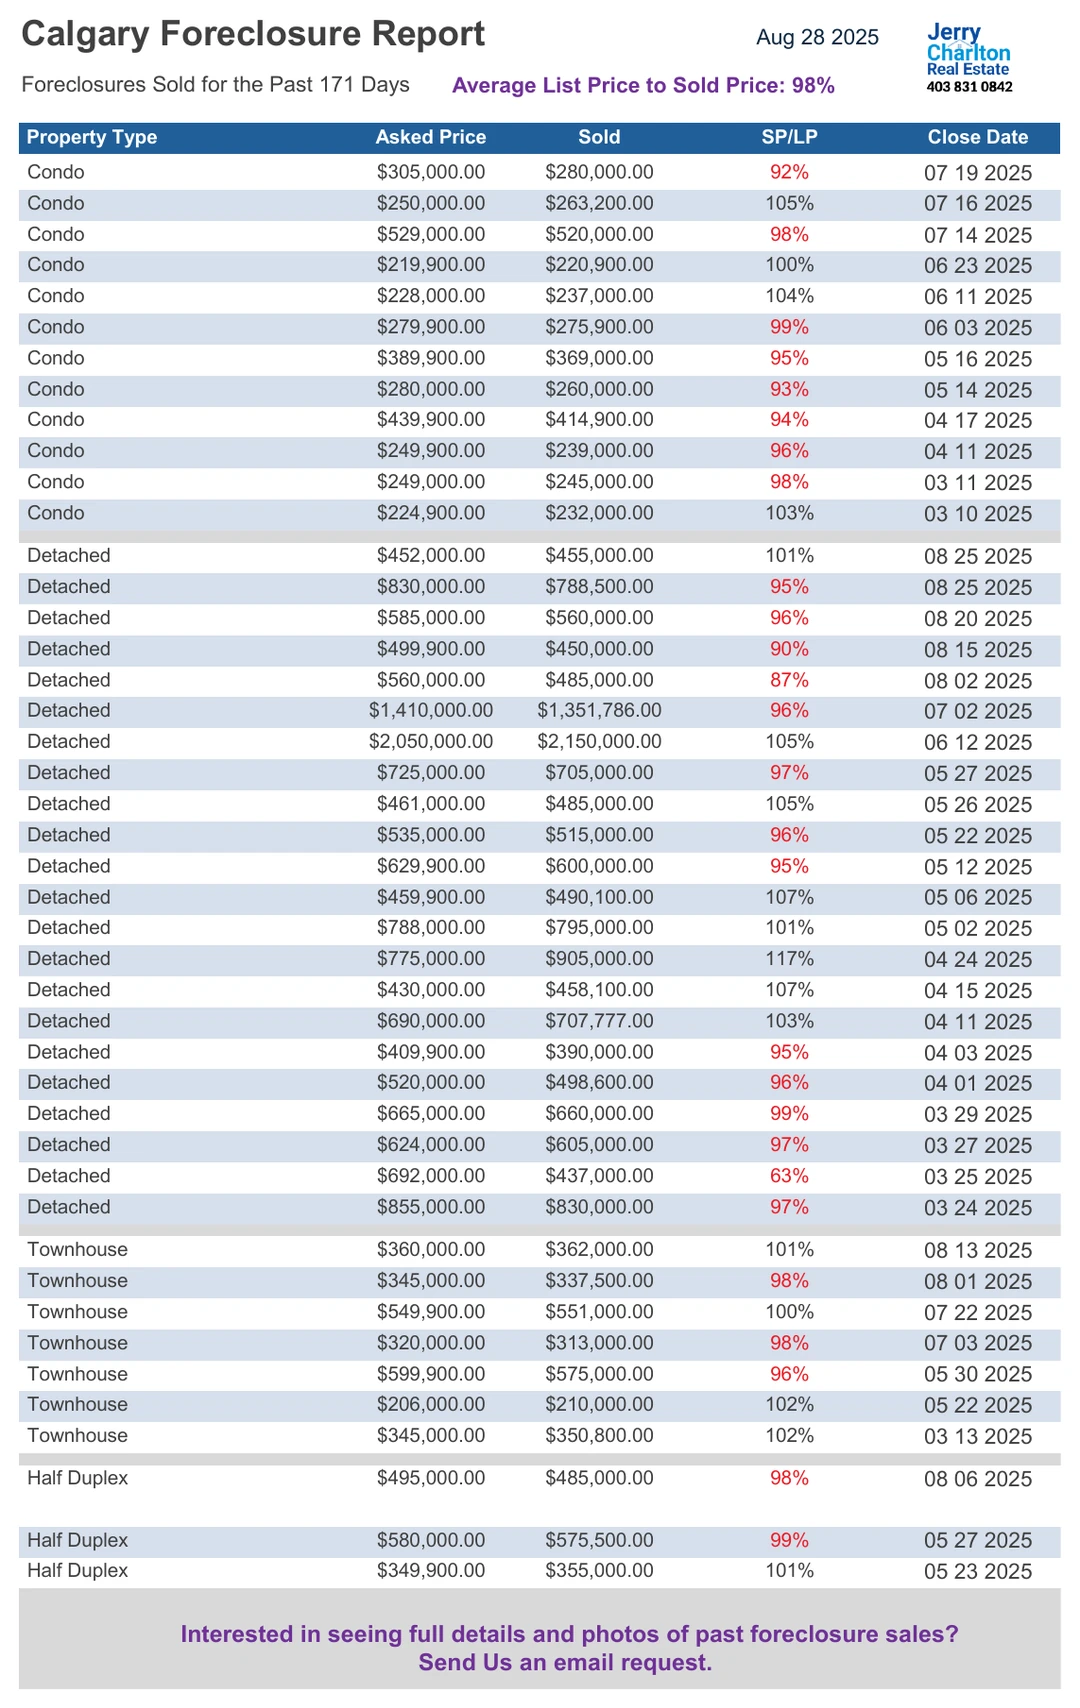 Calgary Foreclosure Report
Aug 28 2025
Jerry
Charlton
Real Estate
403 831 0842
Foreclosures Sold for the Past 171 Days
Average List Price to Sold Price: 98%
Property Type Asked Price Sold SP/LP Close Date
Condo $305,000.00 $280,000.00 92% 07 19 2025
Condo $250,000.00 $263,200.00 105% 07 16 2025
Condo $529,000.00 $520,000.00 98% 07 14 2025
Condo $219,900.00 $220,900.00 100% 06 23 2025
Condo $228,000.00 $237,000.00 104% 06 11 2025
Condo $279,900.00 $275,900.00 99% 06 03 2025
Condo $389,900.00 $369,000.00 95% 05 16 2025
Condo $280,000.00 $260,000.00 93% 05 14 2025
Condo $439,900.00 $414,900.00 94% 04 17 2025
Condo $249,900.00 $239,000.00 96% 04 11 2025
Condo $249,000.00 $245,000.00 98% 03 11 2025
Condo $224,900.00 $232,000.00 103% 03 10 2025
Detached $452,000.00 $455,000.00 101% 08 25 2025
Detached $830,000.00 $788,500.00 95% 08 25 2025
Detached $585,000.00 $560,000.00 96% 08 20 2025
Detached $499,900.00 $450,000.00 90% 08 15 2025
Detached $560,000.00 $485,000.00 87% 08 02 2025
Detached $1,410,000.00 $1,351,786.00 96% 07 02 2025
Detached $2,050,000.00 $2,150,000.00 105% 06 12 2025
Detached $725,000.00 $705,000.00 97% 05 27 2025
Detached $461,000.00 $485,000.00 105% 05 26 2025
Detached $535,000.00 $515,000.00 96% 05 22 2025
Detached $629,900.00 $600,000.00 95% 05 12 2025
Detached $459,900.00 $490,100.00 107% 05 06 2025
Detached $788,000.00 $795,000.00 101% 05 02 2025
Detached $775,000.00 $905,000.00 117% 04 24 2025
Detached $430,000.00 $458,100.00 107% 04 15 2025
Detached $690,000.00 $707,777.00 103% 04 11 2025
Detached $409,900.00 $390,000.00 95% 04 03 2025
Detached $520,000.00 $498,600.00 96% 04 01 2025
Detached $665,000.00 $660,000.00 99% 03 29 2025
Detached $624,000.00 $605,000.00 97% 03 27 2025
Detached $692,000.00 $437,000.00 63% 03 25 2025
Detached $855,000.00 $830,000.00 97% 03 24 2025
Townhouse $360,000.00 $362,000.00 101% 08 13 2025
Townhouse $345,000.00 $337,500.00 98% 08 01 2025
Townhouse $549,900.00 $551,000.00 100% 07 22 2025
Townhouse $320,000.00 $313,000.00 98% 07 03 2025
Townhouse $599,900.00 $575,000.00 96% 05 30 2025
Townhouse $206,000.00 $210,000.00 102% 05 22 2025
Townhouse $345,000.00 $350,800.00 102% 03 13 2025
Half Duplex $495,000.00 $485,000.00 98% 08 06 2025
Half Duplex $580,000.00 $575,500.00 99% 05 27 2025
Half Duplex $349,900.00 $355,000.00 101% 05 23 2025
Interested in seeing full details and photos of past foreclosure sales?
Send Us an email request.